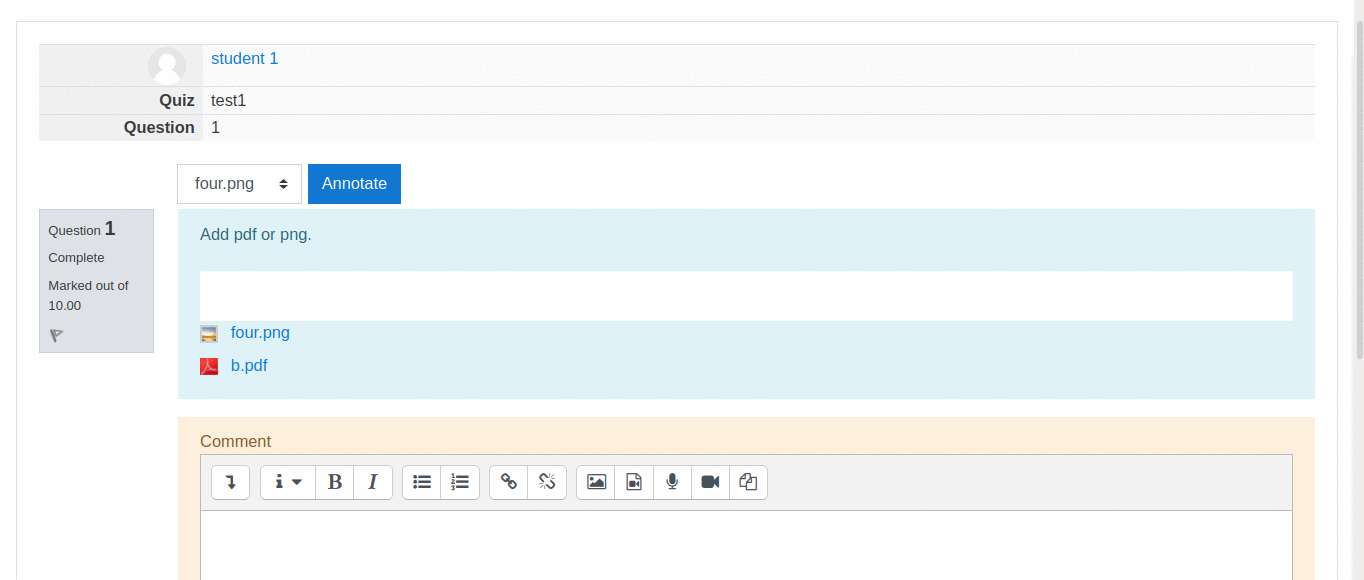 student 1
Quiz test1
Question 1
four.png Annotate
Question 1
Complete
Marked out of
10.00
Add pdf or png.
four.png
b.pdf
Comment